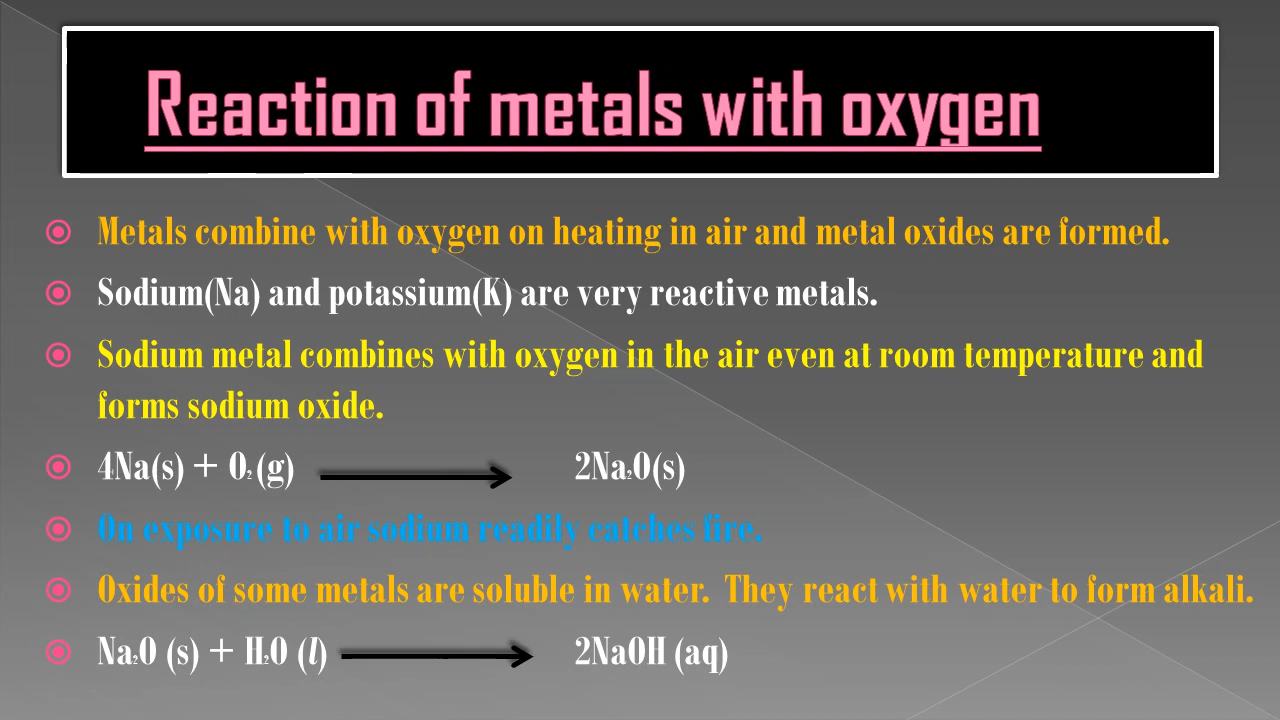 Reaction of metals with oxygen
Metals combine with oxygen on heating in air and metal oxides are formed.
Sodium(Na) and potassium(K) are very reactive metals.
Sodium metal combines with oxygen in the air even at room temperature and
forms sodium oxide.
4Na(s) + O₂ (g) ⟶ 2Na₂O(s)
On exposure to air sodium readily catches fire.
Oxides of some metals are soluble in water. They react with water to form alkali.
Na₂O (s) + H₂O (l) ⟶ 2NaOH (aq)